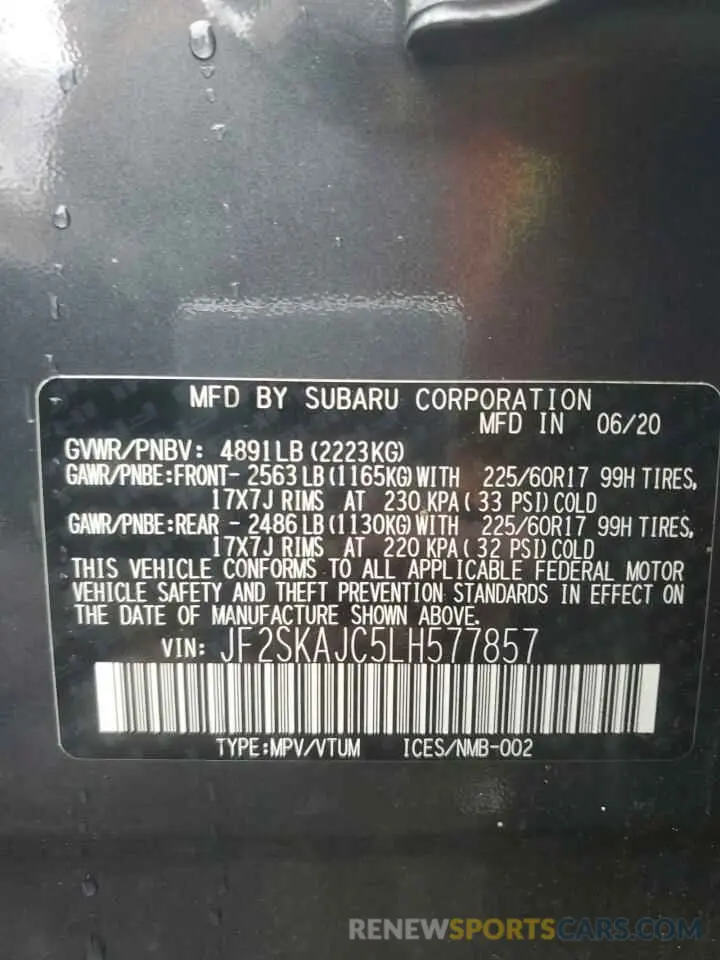 MFD BY SUBARU CORPORATION
MFD IN 06/20
GVWR/PNBV: 4891LB(2223KG)
GAWR/PNBE:FRONT- 2563LB(1165KG)WITH 225/60R17 99H TIRES,
17X7J RIMS AT 230 KPA(33 PSI)COLD
GAWR/PNBE:REAR - 2486LB(1130KG)WITH 225/60R17 99H TIRES,
17X7J RIMS AT 220 KPA(32 PSI)COLD
THIS VEHICLE CONFORMS TO ALL APPLICABLE FEDERAL MOTOR
VEHICLE SAFETY AND THEFT PREVENTION STANDARDS IN EFFECT ON
THE DATE OF MANUFACTURE SHOWN ABOVE.
VIN: JF2SKAJC5LH577857
TYPE:MPV/VTUM ICES/NMB-002
RENEWSPORTSCARS.COM